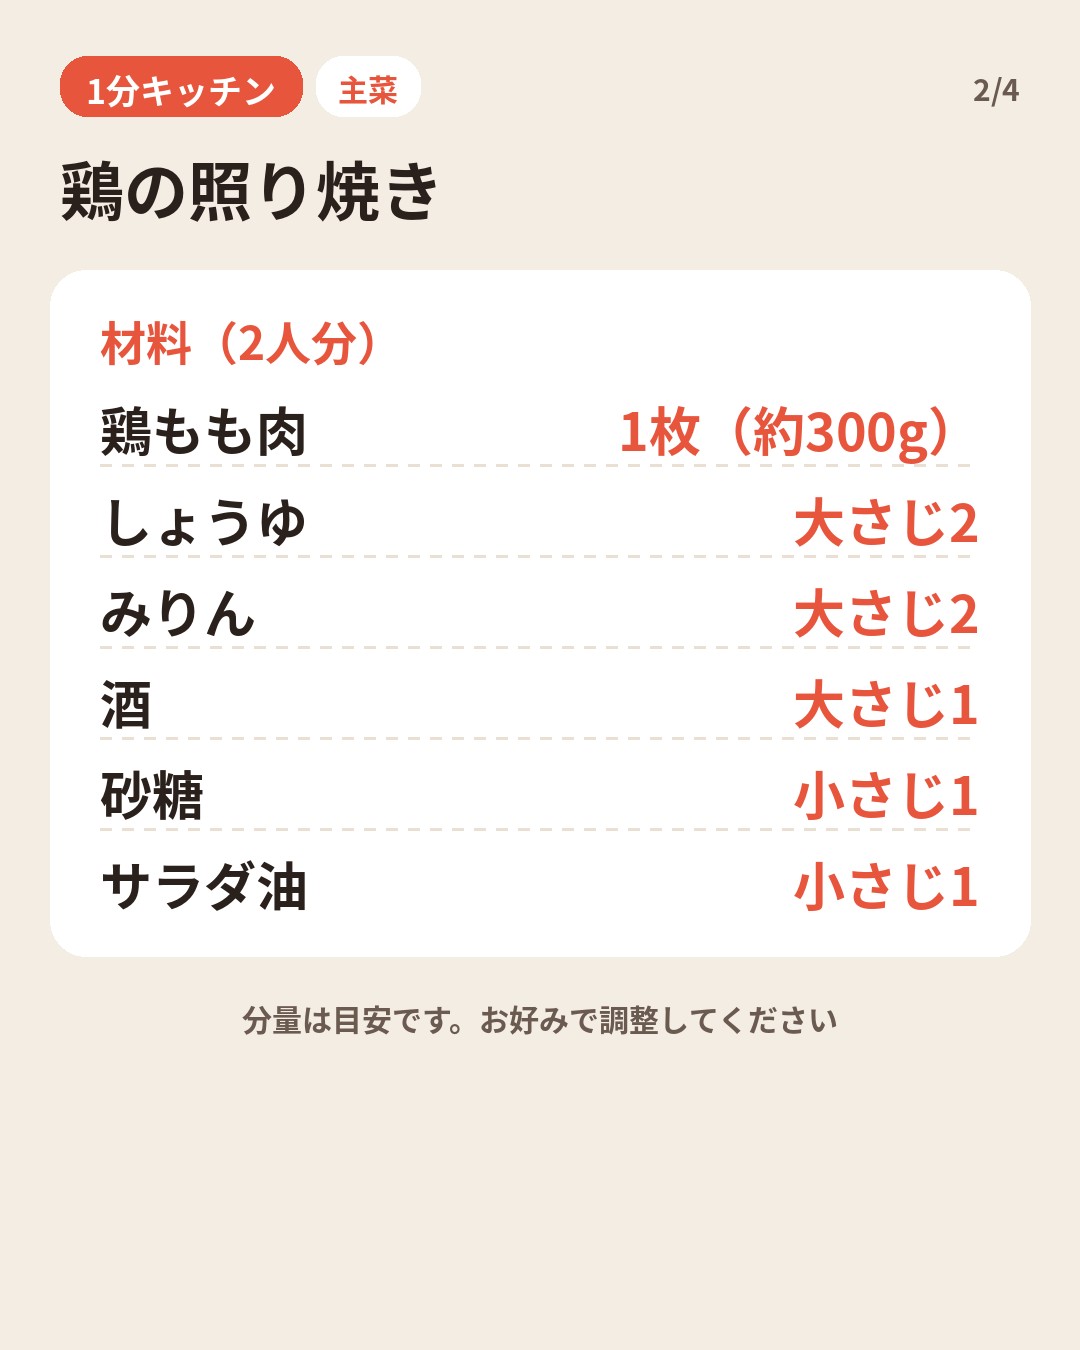 1分キッチン 主菜 2/4
鶏の照り焼き
材料（2人分）
鶏もも肉 1枚（約300g）
しょうゆ 大さじ2
みりん 大さじ2
酒 大さじ1
砂糖 小さじ1
サラダ油 小さじ1
分量は目安です。お好みで調整してください